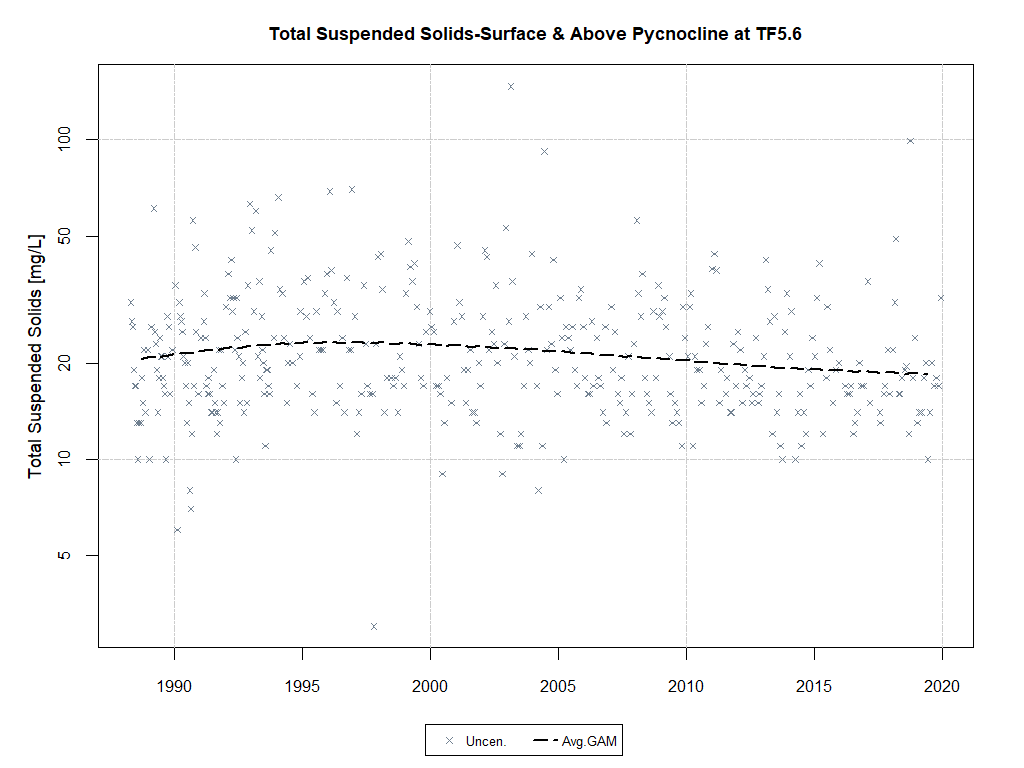 Total Suspended Solids-Surface & Above Pycnocline at TF5.6
Total Suspended Solids [mg/L]
100
50
20
10
5
1990 1995 2000 2005 2010 2015 2020
Uncen. Avg.GAM